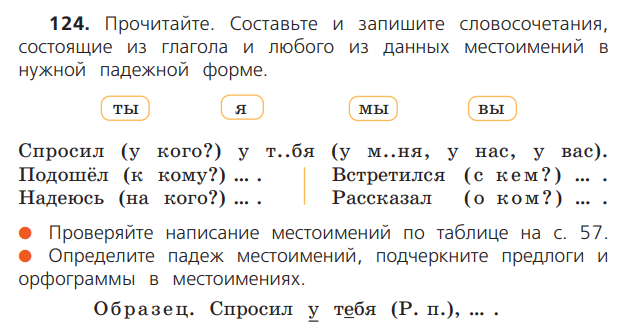 124. Прочитайте. Составьте и запишите словосочетания,
состоящие из глагола и любого из данных местоимений в
нужной падежной форме.
ты я мы вы
Спросил (у кого?) у т..бя (у м..ня, у нас, у вас).
Подошёл (к кому?) ... . Встретился (с кем?) ... .
Надеюсь (на кого?) ... . Рассказал (о ком?) ... .
● Проверяйте написание местоимений по таблице на с. 57.
● Определите падеж местоимений, подчеркните предлоги и
орфограммы в местоимениях.
Образец. Спросил у тебя (Р. п.), ... .